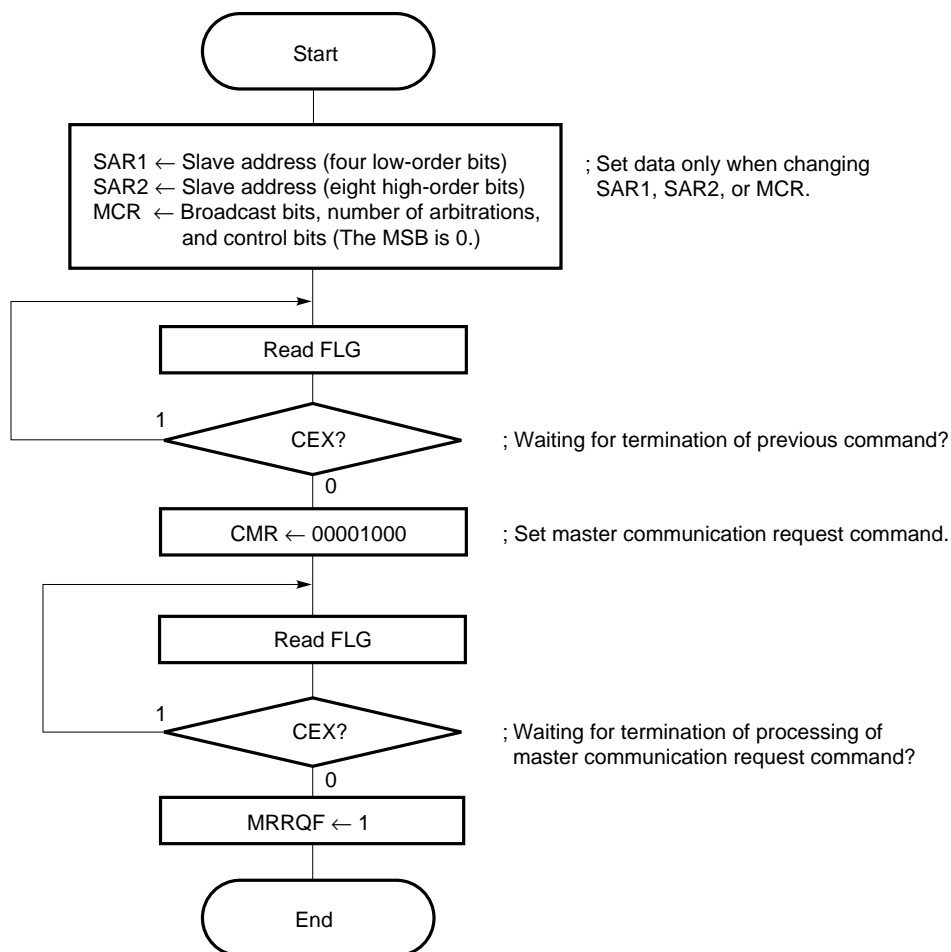 Start
SAR1 ← Slave address (four low-order bits)
SAR2 ← Slave address (eight high-order bits)
MCR ← Broadcast bits, number of arbitrations,
and control bits (The MSB is 0.)
; Set data only when changing
SAR1, SAR2, or MCR.
Read FLG
1
CEX?
; Waiting for termination of previous command?
0
CMR ← 00001000
; Set master communication request command.
Read FLG
1
CEX?
; Waiting for termination of processing of
master communication request command?
0
MRRQF ← 1
End